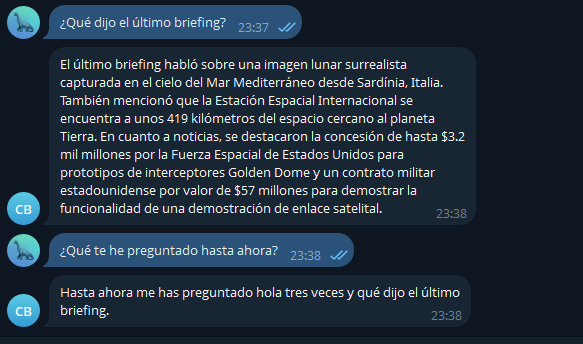 ¿Qué dijo el último briefing? 23:37
El último briefing habló sobre una imagen lunar surrealista
capturada en el cielo del Mar Mediterráneo desde Sardínia, Italia.
También mencionó que la Estación Espacial Internacional se
encuentra a unos 419 kilómetros del espacio cercano al planeta
Tierra. En cuanto a noticias, se destacaron la concesión de hasta $3.2
mil millones por la Fuerza Espacial de Estados Unidos para
prototipos de interceptores Golden Dome y un contrato militar
estadounidense por valor de $57 millones para demostrar la
funcionalidad de una demostración de enlace satelital.
CB 23:38
¿Qué te he preguntado hasta ahora? 23:38
Hasta ahora me has preguntado hola tres veces y qué dijo el último
briefing.
CB 23:38